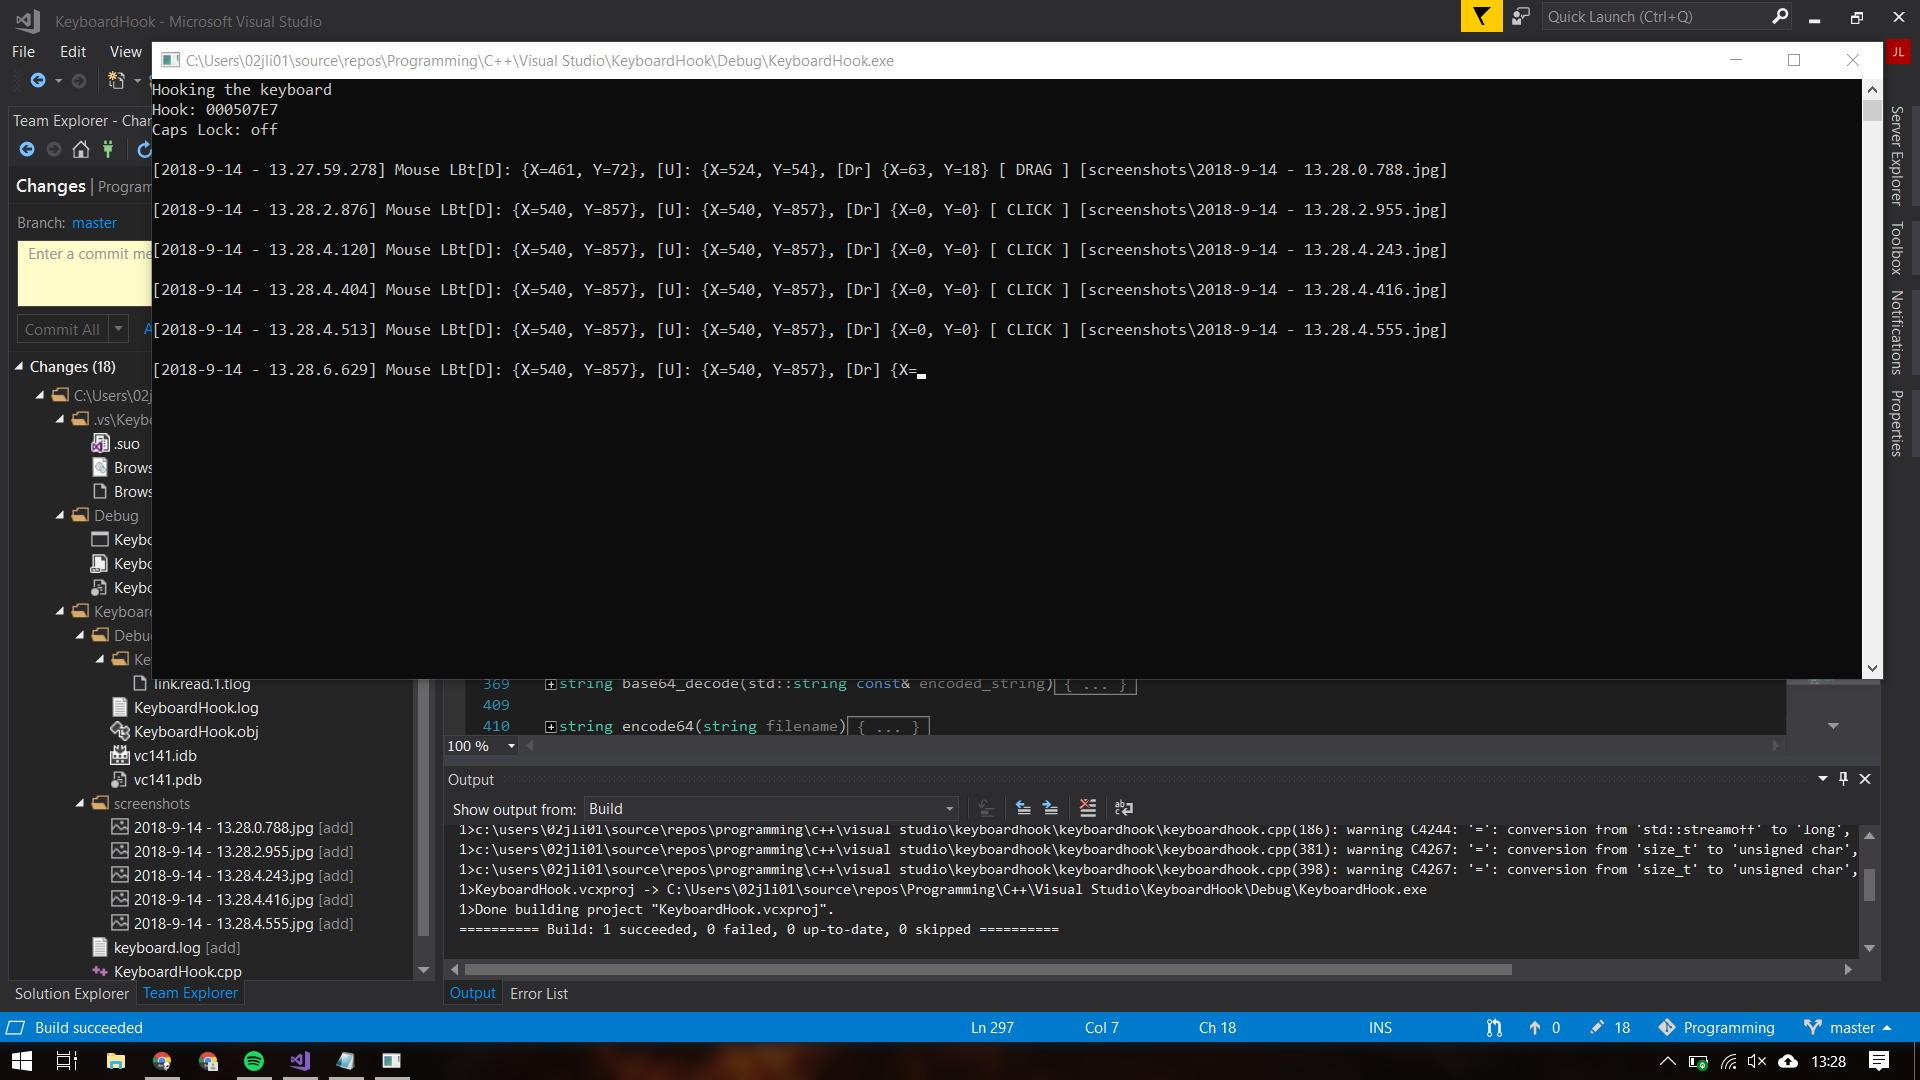 KeyboardHook - Microsoft Visual Studio
Quick Launch (Ctrl+Q)
File Edit View
JL
C:\Users\02jli01\source\repos\Programming\C++\Visual Studio\KeyboardHook\Debug\KeyboardHook.exe
Hooking the keyboard
Hook: 000507E7
Caps Lock: off
[2018-9-14 - 13.27.59.278] Mouse LBt[D]: {X=461, Y=72}, [U]: {X=524, Y=54}, [Dr] {X=63, Y=18} [ DRAG ] [screenshots\2018-9-14 - 13.28.0.788.jpg]
[2018-9-14 - 13.28.2.876] Mouse LBt[D]: {X=540, Y=857}, [U]: {X=540, Y=857}, [Dr] {X=0, Y=0} [ CLICK ] [screenshots\2018-9-14 - 13.28.2.955.jpg]
[2018-9-14 - 13.28.4.120] Mouse LBt[D]: {X=540, Y=857}, [U]: {X=540, Y=857}, [Dr] {X=0, Y=0} [ CLICK ] [screenshots\2018-9-14 - 13.28.4.243.jpg]
[2018-9-14 - 13.28.4.404] Mouse LBt[D]: {X=540, Y=857}, [U]: {X=540, Y=857}, [Dr] {X=0, Y=0} [ CLICK ] [screenshots\2018-9-14 - 13.28.4.416.jpg]
[2018-9-14 - 13.28.4.513] Mouse LBt[D]: {X=540, Y=857}, [U]: {X=540, Y=857}, [Dr] {X=0, Y=0} [ CLICK ] [screenshots\2018-9-14 - 13.28.4.555.jpg]
[2018-9-14 - 13.28.6.629] Mouse LBt[D]: {X=540, Y=857}, [U]: {X=540, Y=857}, [Dr] {X=
Team Explorer - Char
Changes | Program
Branch: master
Enter a commit me
Commit All
A
Changes (18)
C:\Users\02j
.vs\Keybo
.suo
Brows
Brows
Debug
Keybo
Keybo
Keybo
Keyboard
Debu
Ke
link.read.1.tlog
KeyboardHook.log
KeyboardHook.obj
vc141.idb
vc141.pdb
screenshots
2018-9-14 - 13.28.0.788.jpg [add]
2018-9-14 - 13.28.2.955.jpg [add]
2018-9-14 - 13.28.4.243.jpg [add]
2018-9-14 - 13.28.4.416.jpg [add]
2018-9-14 - 13.28.4.555.jpg [add]
keyboard.log [add]
KeyboardHook.cpp
Solution Explorer Team Explorer
Server Explorer
Toolbox
Notifications
Properties
369 string base64_decode(std::string const& encoded_string){ ... }
409
410 string encode64(string filename){ ... }
100 %
Output
Show output from: Build
1>c:\users\02jli01\source\repos\programming\c++\visual studio\keyboardhook\keyboardhook\keyboardhook.cpp(186): warning C4244: '=': conversion from 'std::streamoff' to 'long',
1>c:\users\02jli01\source\repos\programming\c++\visual studio\keyboardhook\keyboardhook\keyboardhook.cpp(381): warning C4267: '=': conversion from 'size_t' to 'unsigned char',
1>c:\users\02jli01\source\repos\programming\c++\visual studio\keyboardhook\keyboardhook\keyboardhook.cpp(398): warning C4267: '=': conversion from 'size_t' to 'unsigned char',
1>KeyboardHook.vcxproj -> C:\Users\02jli01\source\repos\Programming\C++\Visual Studio\KeyboardHook\Debug\KeyboardHook.exe
1>Done building project "KeyboardHook.vcxproj".
========== Build: 1 succeeded, 0 failed, 0 up-to-date, 0 skipped ==========
Output Error List
Build succeeded Ln 297 Col 7 Ch 18 INS 0 18 Programming master
13:28